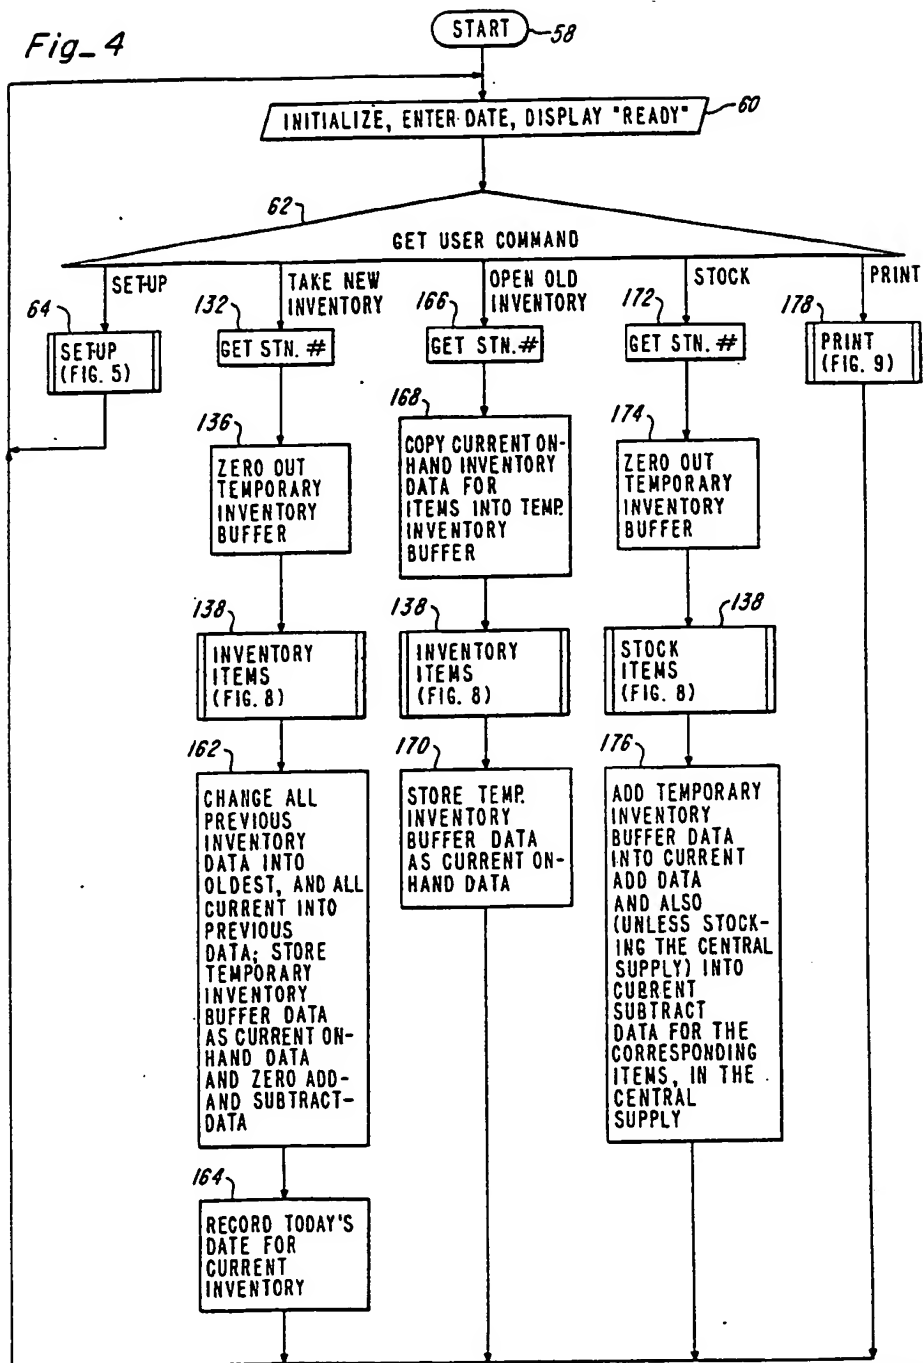 Fig_4
START
58
INITIALIZE, ENTER DATE, DISPLAY "READY"
60
62
GET USER COMMAND
SET-UP
TAKE NEW
INVENTORY
OPEN OLD
INVENTORY
STOCK
PRINT
64
SET-UP
(FIG. 5)
132
GET STN. #
166
GET STN. #
172
GET STN. #
178
PRINT
(FIG. 9)
136
ZERO OUT
TEMPORARY
INVENTORY
BUFFER
168
COPY CURRENT ON-
HAND INVENTORY
DATA FOR
ITEMS INTO TEMP.
INVENTORY
BUFFER
174
ZERO OUT
TEMPORARY
INVENTORY
BUFFER
138
INVENTORY
ITEMS
(FIG. 8)
138
INVENTORY
ITEMS
(FIG. 8)
138
STOCK
ITEMS
(FIG. 8)
162
CHANGE ALL
PREVIOUS
INVENTORY
DATA INTO
OLDEST, AND ALL
CURRENT INTO
PREVIOUS
DATA; STORE
TEMPORARY
INVENTORY
BUFFER DATA
AS CURRENT ON-
HAND DATA
AND ZERO ADD-
AND SUBTRACT-
DATA
170
STORE TEMP.
INVENTORY
BUFFER DATA
AS CURRENT ON-
HAND DATA
176
ADD TEMPORARY
INVENTORY
BUFFER DATA
INTO CURRENT
ADD DATA
AND ALSO
(UNLESS STOCK-
ING THE CENTRAL
SUPPLY) INTO
CURRENT
SUBTRACT
DATA FOR THE
CORRESPONDING
ITEMS, IN THE
CENTRAL
SUPPLY
164
RECORD TODAY'S
DATE FOR
CURRENT
INVENTORY